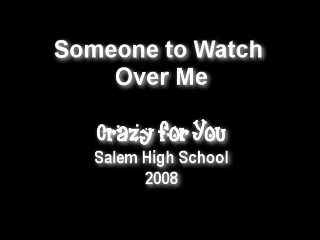 Someone to Watch
Over Me
Crazy for You
Salem High School
2008